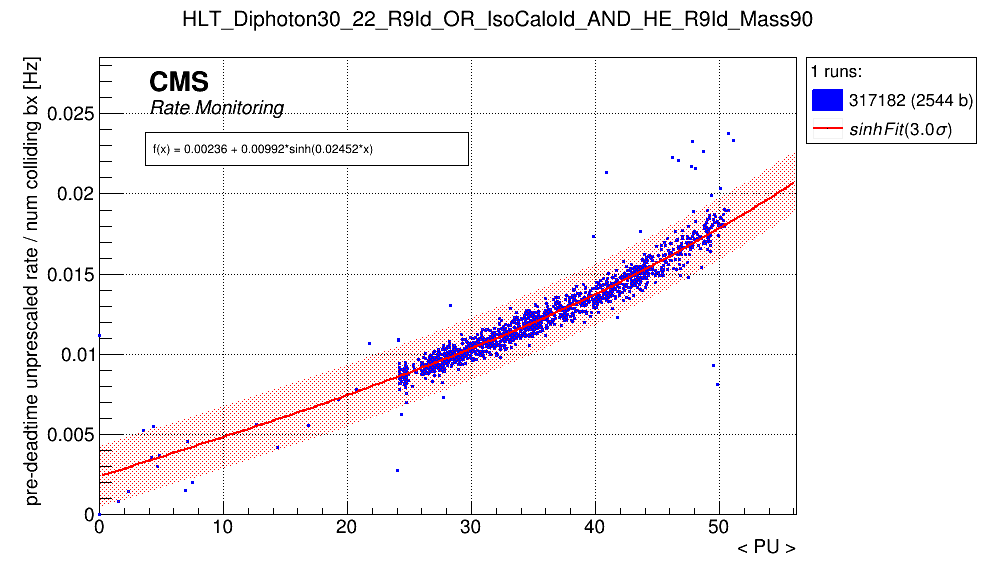 HLT_Diphoton30_22_R9Id_OR_IsoCaloId_AND_HE_R9Id_Mass90
pre-deadtime unprescaled rate / num colliding bx [Hz]
CMS
Rate Monitoring
f(x) = 0.00236 + 0.00992*sinh(0.02452*x)
1 runs:
317182 (2544 b)
sinhFit(3.0σ)
0.025
0.02
0.015
0.01
0.005
0
0 10 20 30 40 50
< PU >